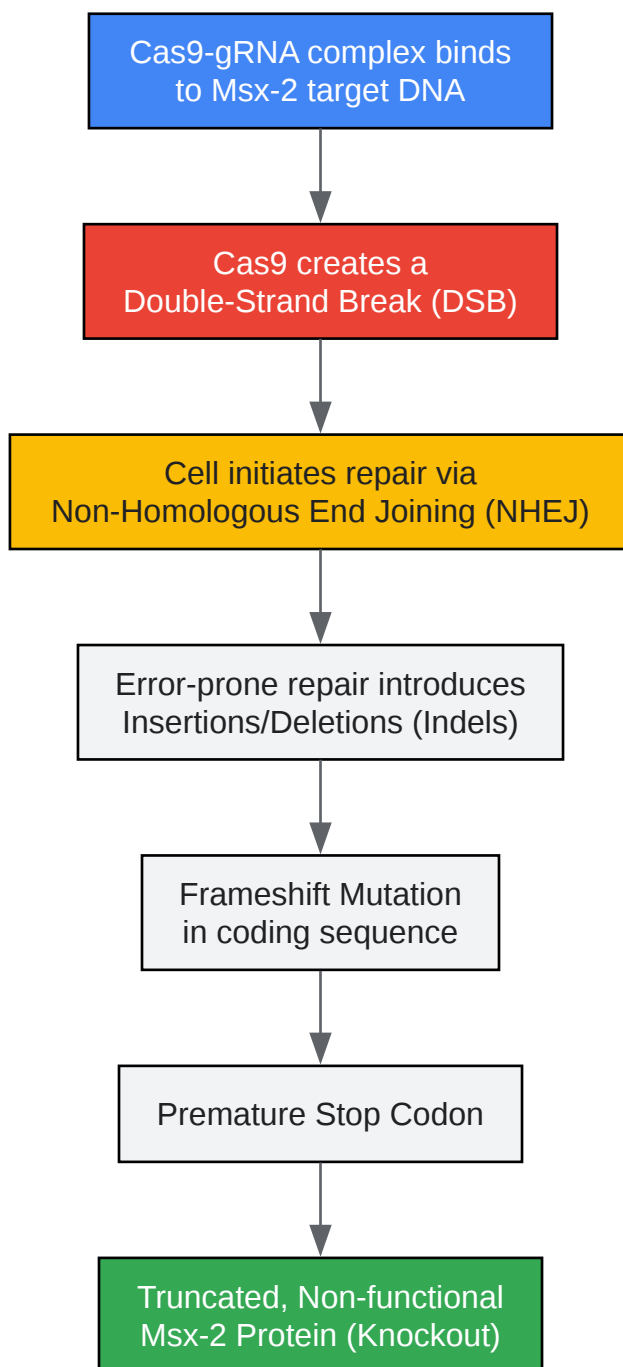 Cas9-gRNA complex binds
to Msx-2 target DNA
Cas9 creates a
Double-Strand Break (DSB)
Cell initiates repair via
Non-Homologous End Joining (NHEJ)
Error-prone repair introduces
Insertions/Deletions (Indels)
Frameshift Mutation
in coding sequence
Premature Stop Codon
Truncated, Non-functional
Msx-2 Protein (Knockout)